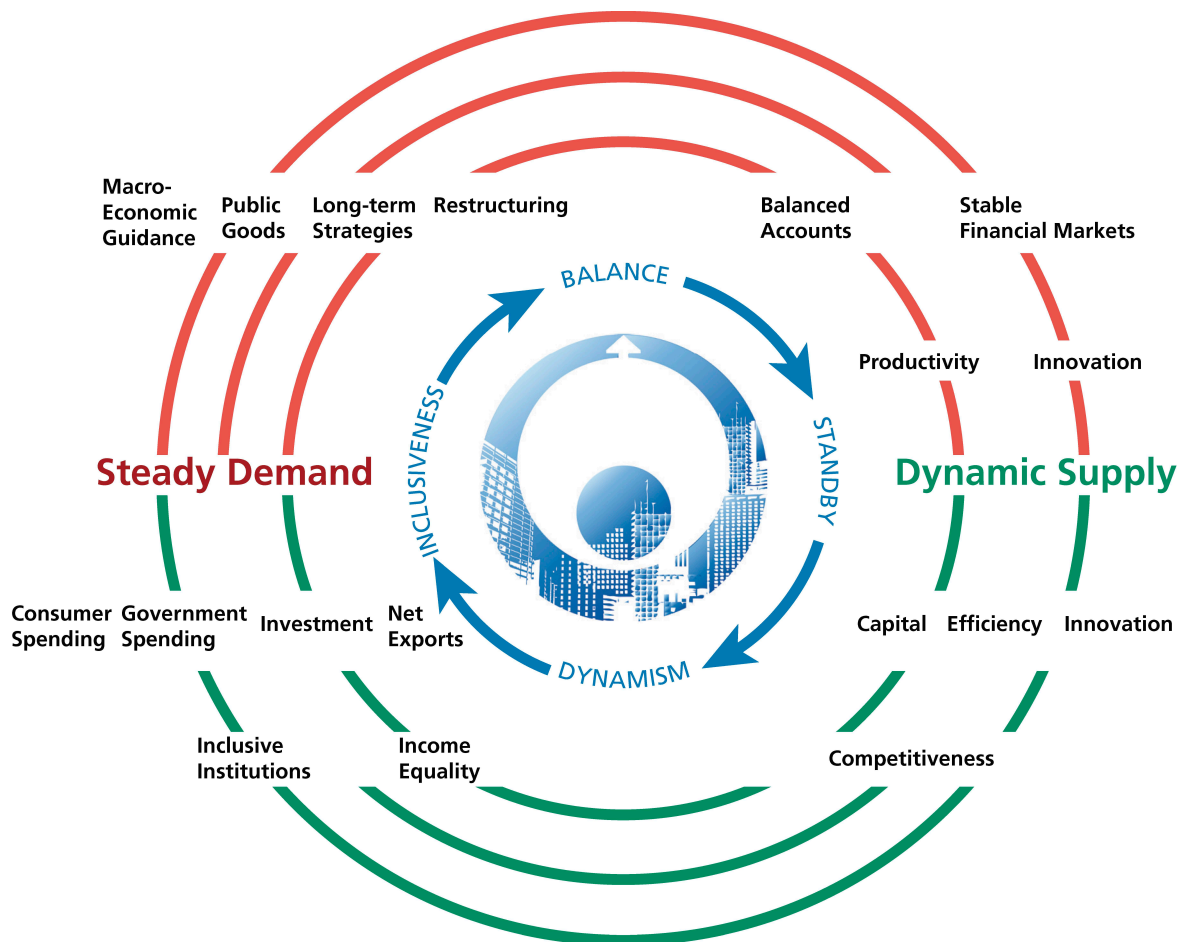 Macro-
Economic
Guidance
Public
Goods
Long-term
Strategies
Restructuring
Balanced
Accounts
Stable
Financial Markets
BALANCE
Productivity
Innovation
INCLUSIVENESS
STANDBY
Steady Demand
Dynamic Supply
Consumer
Spending
Government
Spending
Investment
Net
Exports
Capital
Efficiency
Innovation
DYNAMISM
Inclusive
Institutions
Income
Equality
Competitiveness